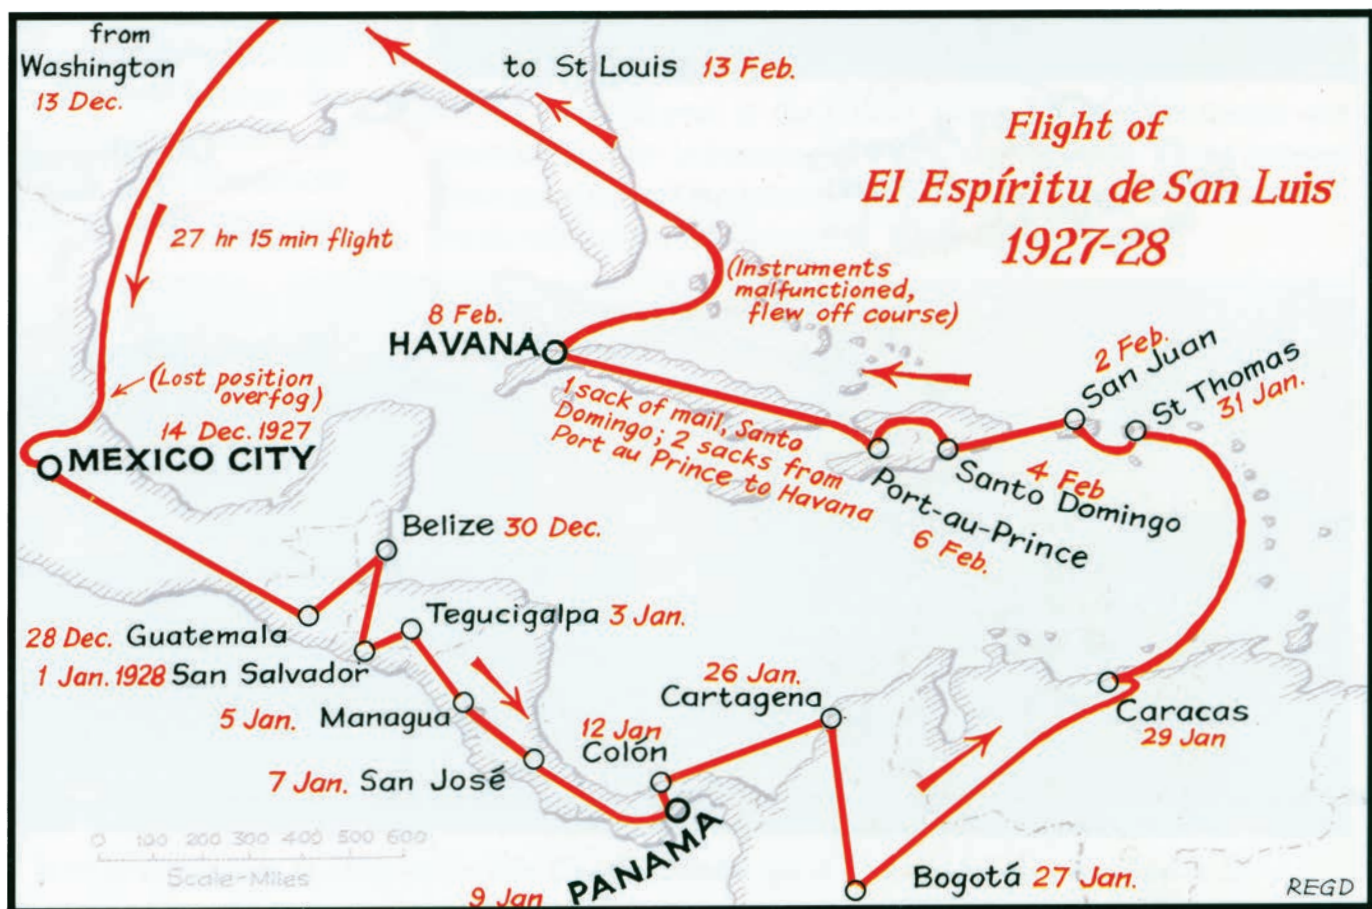 from
Washington
13 Dec.
to St Louis 13 Feb.
Flight of
El Espíritu de San Luis
1927-28
27 hr 15 min flight
(Instruments
malfunctioned,
flew off course)
8 Feb.
HAVANA
(Lost position
overfog)
14 Dec. 1927
MEXICO CITY
1 sack of mail, Santo
Domingo; 2 sacks from
Port au Prince to Havana
2 Feb.
San Juan
St Thomas
31 Jan.
4 Feb
Santo Domingo
Port-au-Prince
6 Feb.
Belize 30 Dec.
28 Dec. Guatemala
Tegucigalpa 3 Jan.
1 Jan. 1928 San Salvador
5 Jan. Managua
7 Jan. San José
12 Jan
Colón
26 Jan.
Cartagena
Caracas
29 Jan
9 Jan PANAMA
Bogotá 27 Jan.
0 100 200 300 400 500 600
Scale-Miles
REGD